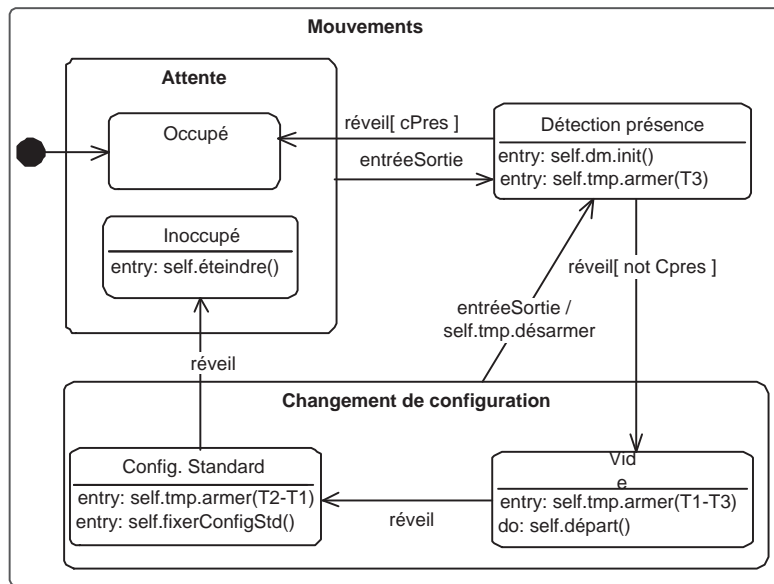 Mouvements
Attente
Occupé
réveil[ cPres ]
entréeSortie
Détection présence
entry: self.dm.init()
entry: self.tmp.armer(T3)
Inoccupé
entry: self.éteindre()
réveil[ not Cpres ]
entréeSortie /
self.tmp.désarmer
réveil
Changement de configuration
Config. Standard
entry: self.tmp.armer(T2-T1)
entry: self.fixerConfigStd()
réveil
Vid
e
entry: self.tmp.armer(T1-T3)
do: self.départ()